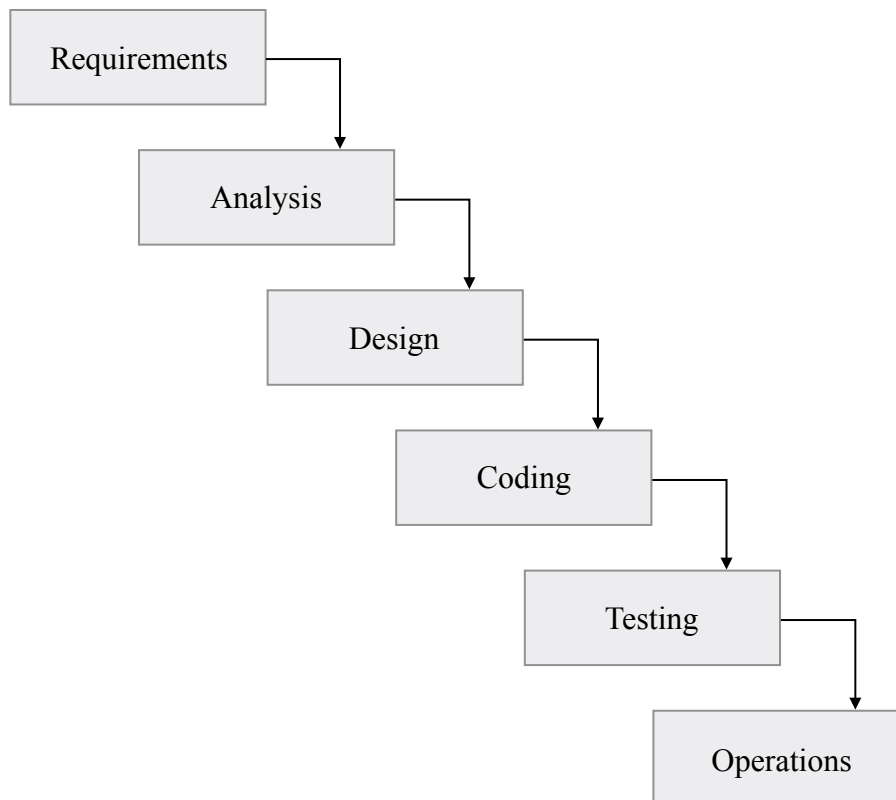 Requirements
Analysis
Design
Coding
Testing
Operations